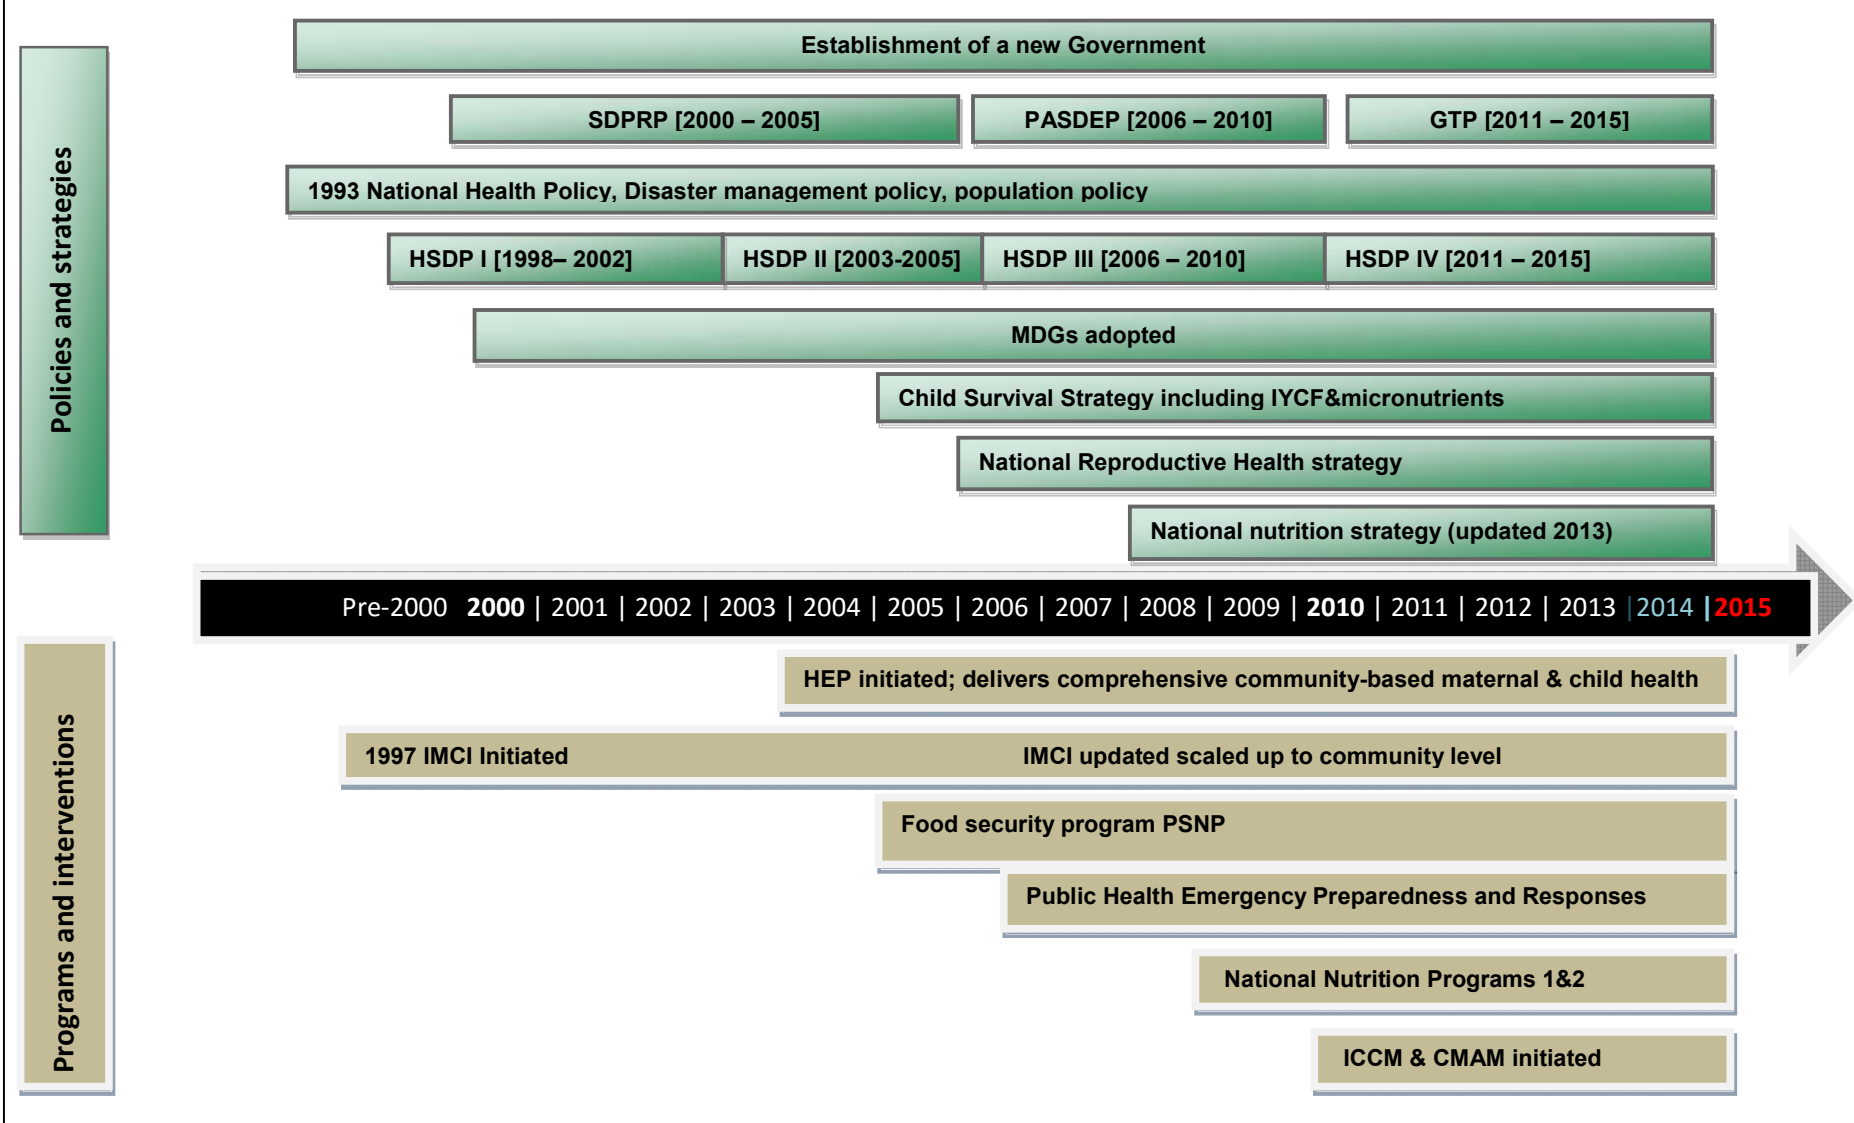 Policies and strategies
Establishment of a new Government
SDPRP [2000 – 2005]
PASDEP [2006 – 2010]
GTP [2011 – 2015]
1993 National Health Policy, Disaster management policy, population policy
HSDP I [1998– 2002]
HSDP II [2003-2005]
HSDP III [2006 – 2010]
HSDP IV [2011 – 2015]
MDGs adopted
Child Survival Strategy including IYCF&micronutrients
National Reproductive Health strategy
National nutrition strategy (updated 2013)
Pre-2000 2000 | 2001 | 2002 | 2003 | 2004 | 2005 | 2006 | 2007 | 2008 | 2009 | 2010 | 2011 | 2012 | 2013 | 2014 | 2015
Programs and interventions
HEP initiated; delivers comprehensive community-based maternal & child health
1997 IMCI Initiated
IMCI updated scaled up to community level
Food security program PSNP
Public Health Emergency Preparedness and Responses
National Nutrition Programs 1&2
ICCM & CMAM initiated